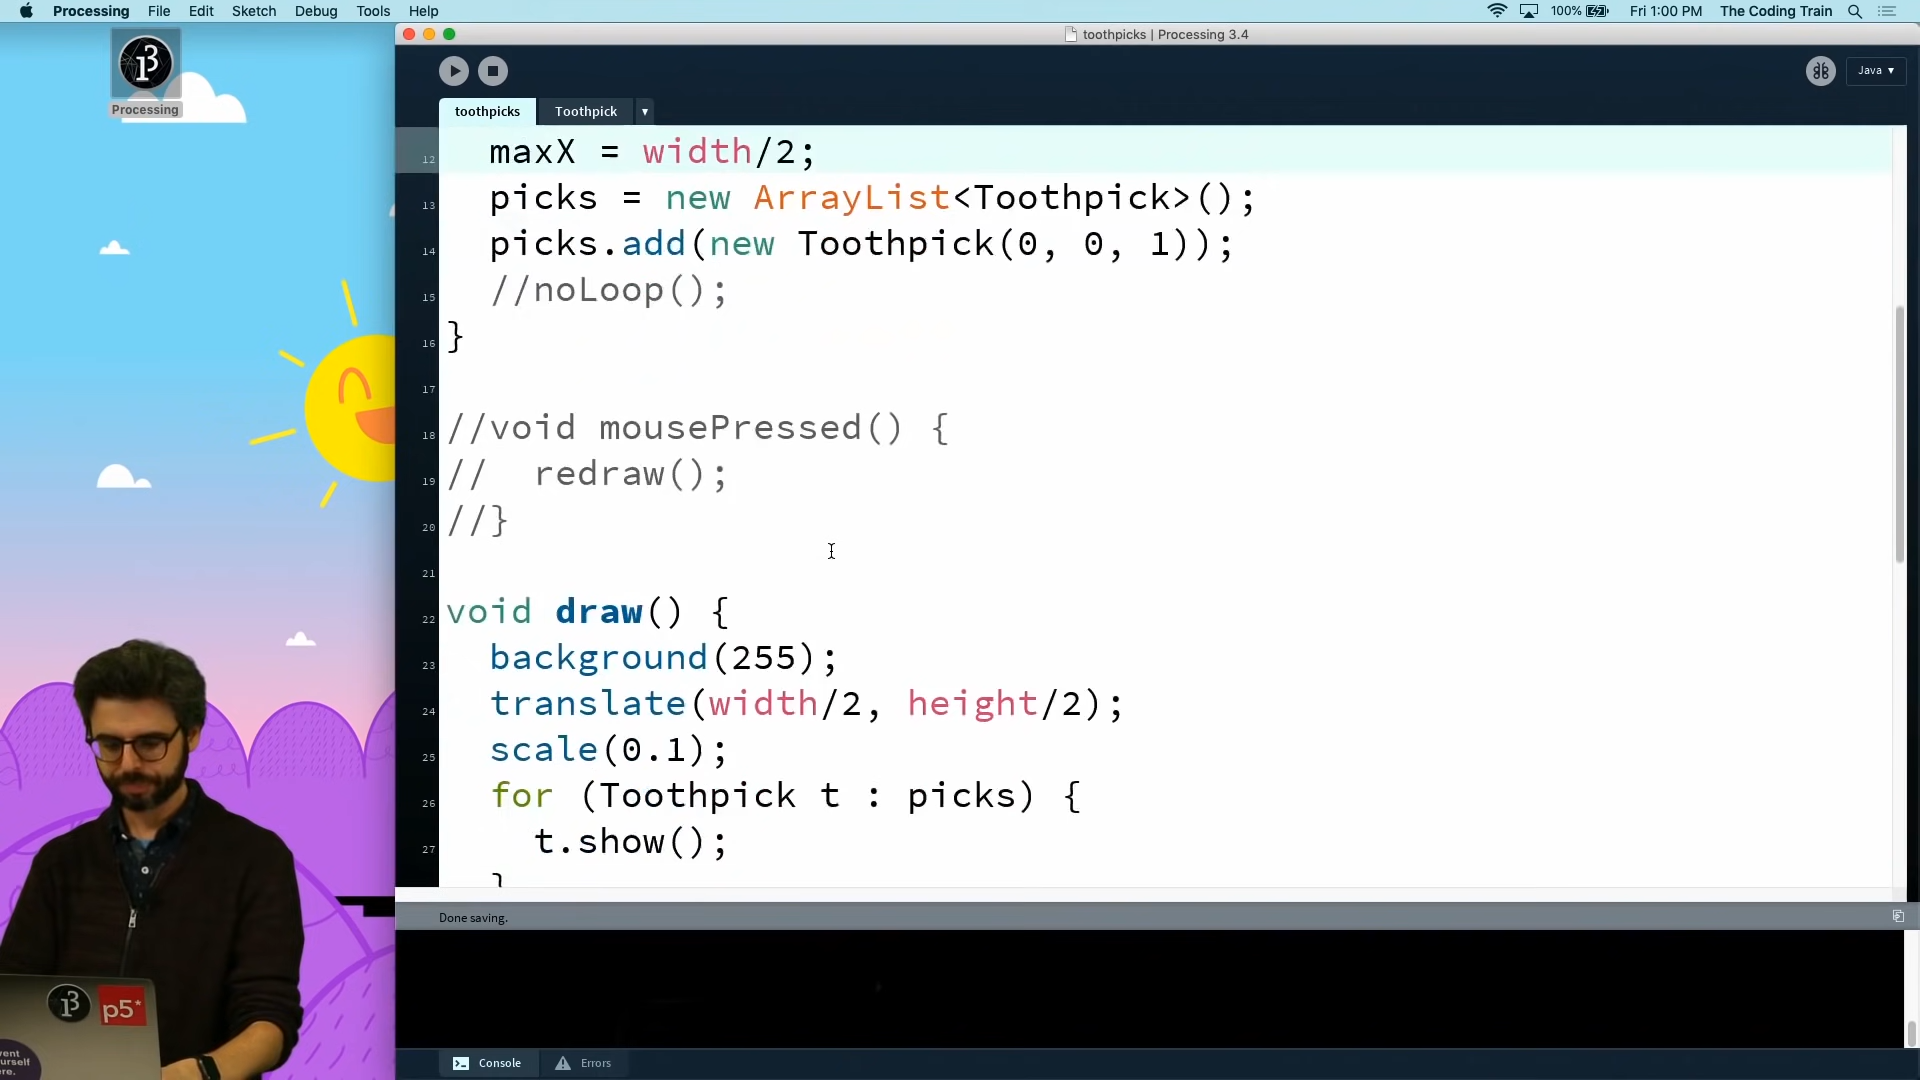 Processing File Edit Sketch Debug Tools Help
100% Fri 1:00 PM The Coding Train
toothpicks | Processing 3.4
Processing
Java ▾
toothpicks Toothpick ▾
12 maxX = width/2;
13 picks = new ArrayList<Toothpick>();
14 picks.add(new Toothpick(0, 0, 1));
15 //noLoop();
16 }
17
18 //void mousePressed() {
19 //  redraw();
20 //}
21
22 void draw() {
23 background(255);
24 translate(width/2, height/2);
25 scale(0.1);
26 for (Toothpick t : picks) {
27 t.show();
}
Done saving.
p5*
Console Errors